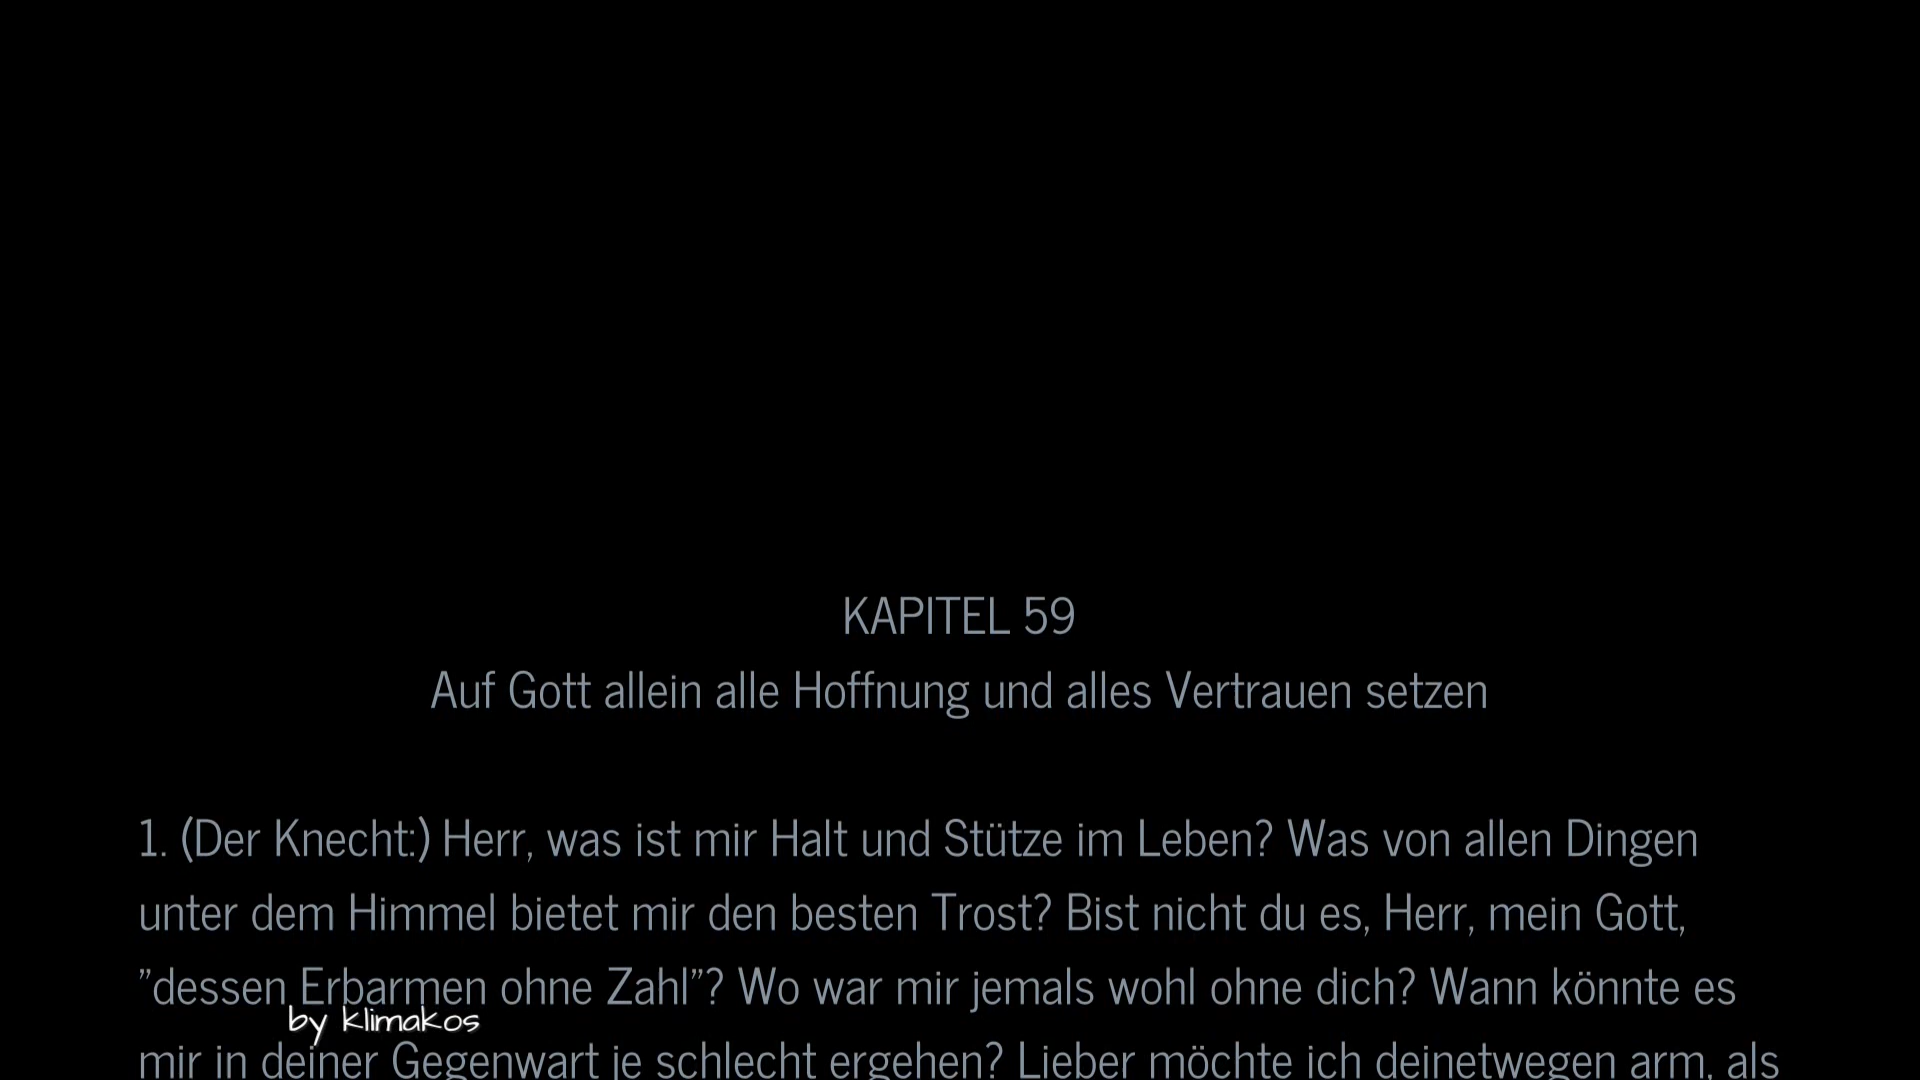 KAPITEL 59
Auf Gott allein alle Hoffnung und alles Vertrauen setzen
1. (Der Knecht:) Herr, was ist mir Halt und Stütze im Leben? Was von allen Dingen
unter dem Himmel bietet mir den besten Trost? Bist nicht du es, Herr, mein Gott,
”dessen Erbarmen ohne Zahl”? Wo war mir jemals wohl ohne dich? Wann könnte es
by klimakos
mir in deiner Gegenwart je schlecht ergehen? Lieber möchte ich deinetwegen arm, als